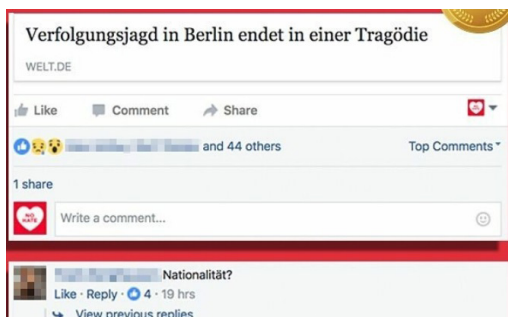 Verfolgungsjagd in Berlin endet in einer Tragödie
WELT.DE
Like Comment Share
and 44 others Top Comments
1 share
NO HATE
Write a comment...
Nationalität?
Like · Reply · 4 · 19 hrs
View previous replies